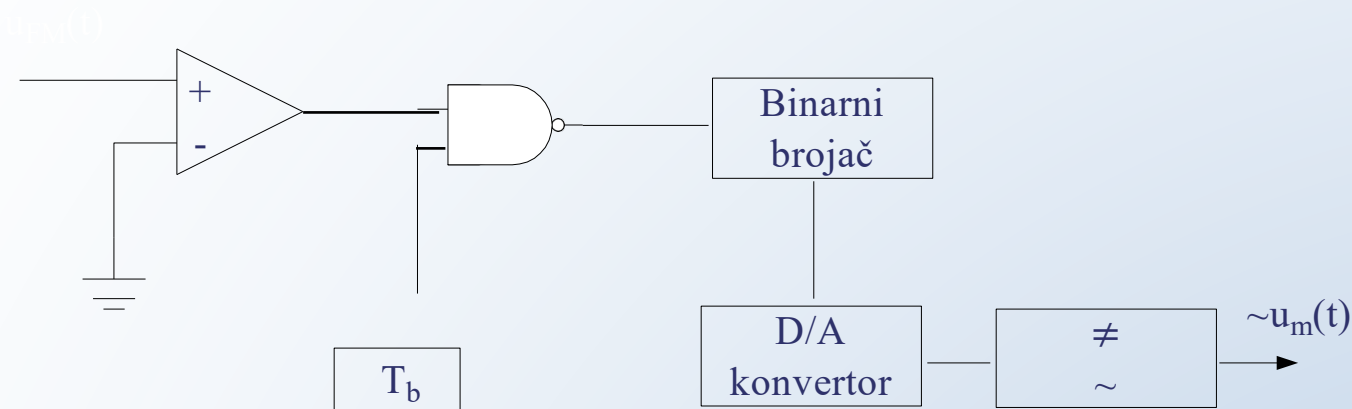 +
-
Binarni
brojač
T_b
D/A
konvertor
≠
~
~u_m(t)